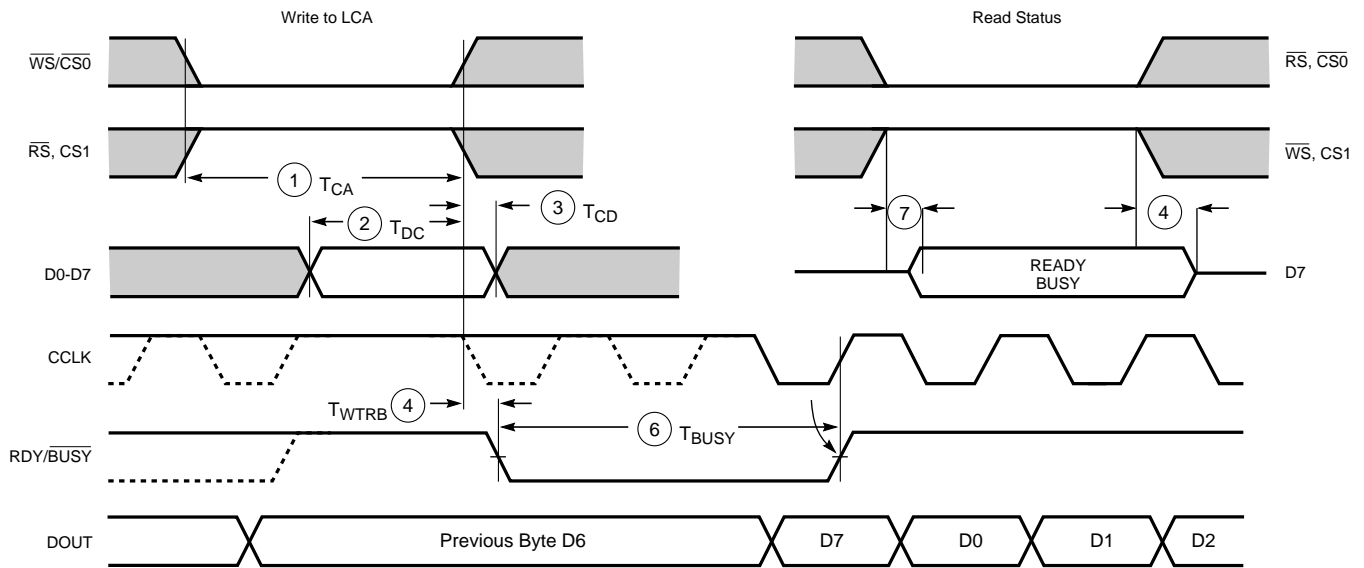 Write to LCA
Read Status
WS/CS0
RS, CS0
RS, CS1
WS, CS1
1 TCA
2 TDC
3 TCD
7
4
D0-D7
READY
BUSY
D7
CCLK
TWTRB 4
6 TBUSY
RDY/BUSY
DOUT
Previous Byte D6
D7
D0
D1
D2